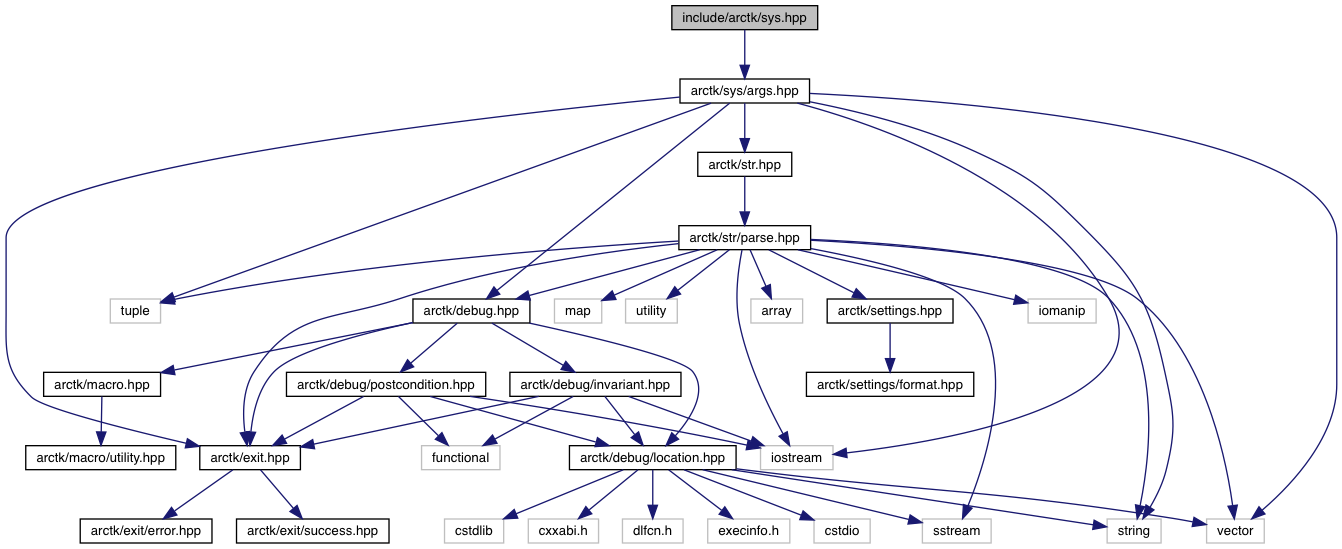 include/arctk/sys.hpp
arctk/sys/args.hpp
arctk/str.hpp
arctk/str/parse.hpp
tuple
arctk/debug.hpp
map
utility
array
arctk/settings.hpp
iomanip
arctk/macro.hpp
arctk/debug/postcondition.hpp
arctk/debug/invariant.hpp
arctk/settings/format.hpp
arctk/macro/utility.hpp
arctk/exit.hpp
functional
arctk/debug/location.hpp
iostream
arctk/exit/error.hpp
arctk/exit/success.hpp
cstdlib
cxxabi.h
dlfcn.h
execinfo.h
cstdio
sstream
string
vector